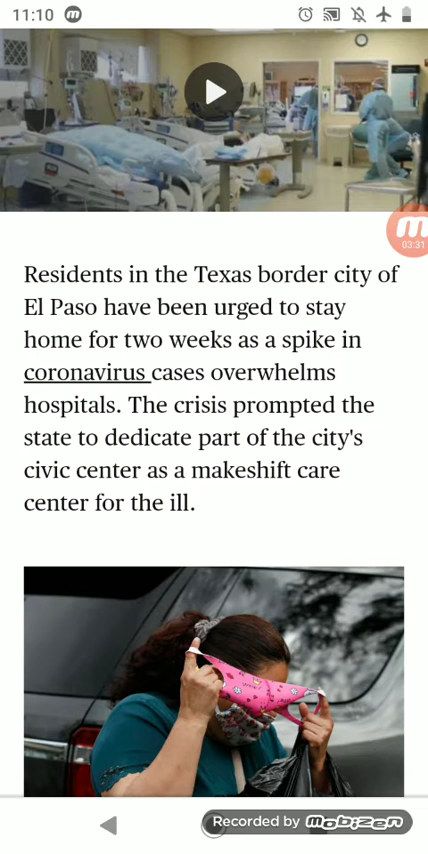 11:10
03:31
Residents in the Texas border city of
El Paso have been urged to stay
home for two weeks as a spike in
coronavirus cases overwhelms
hospitals. The crisis prompted the
state to dedicate part of the city's
civic center as a makeshift care
center for the ill.
Recorded by mobizen